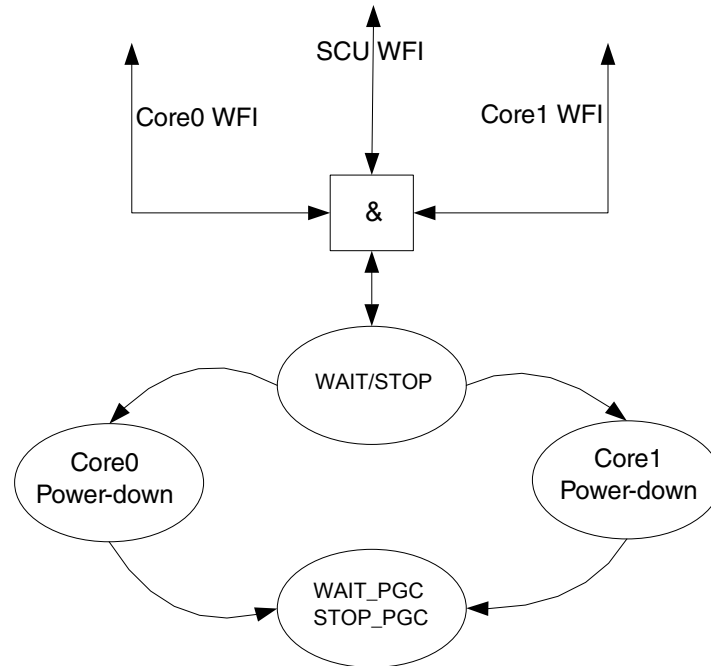 SCU WFI
Core0 WFI
Core1 WFI
&
WAIT/STOP
Core0
Power-down
Core1
Power-down
WAIT_PGC
STOP_PGC